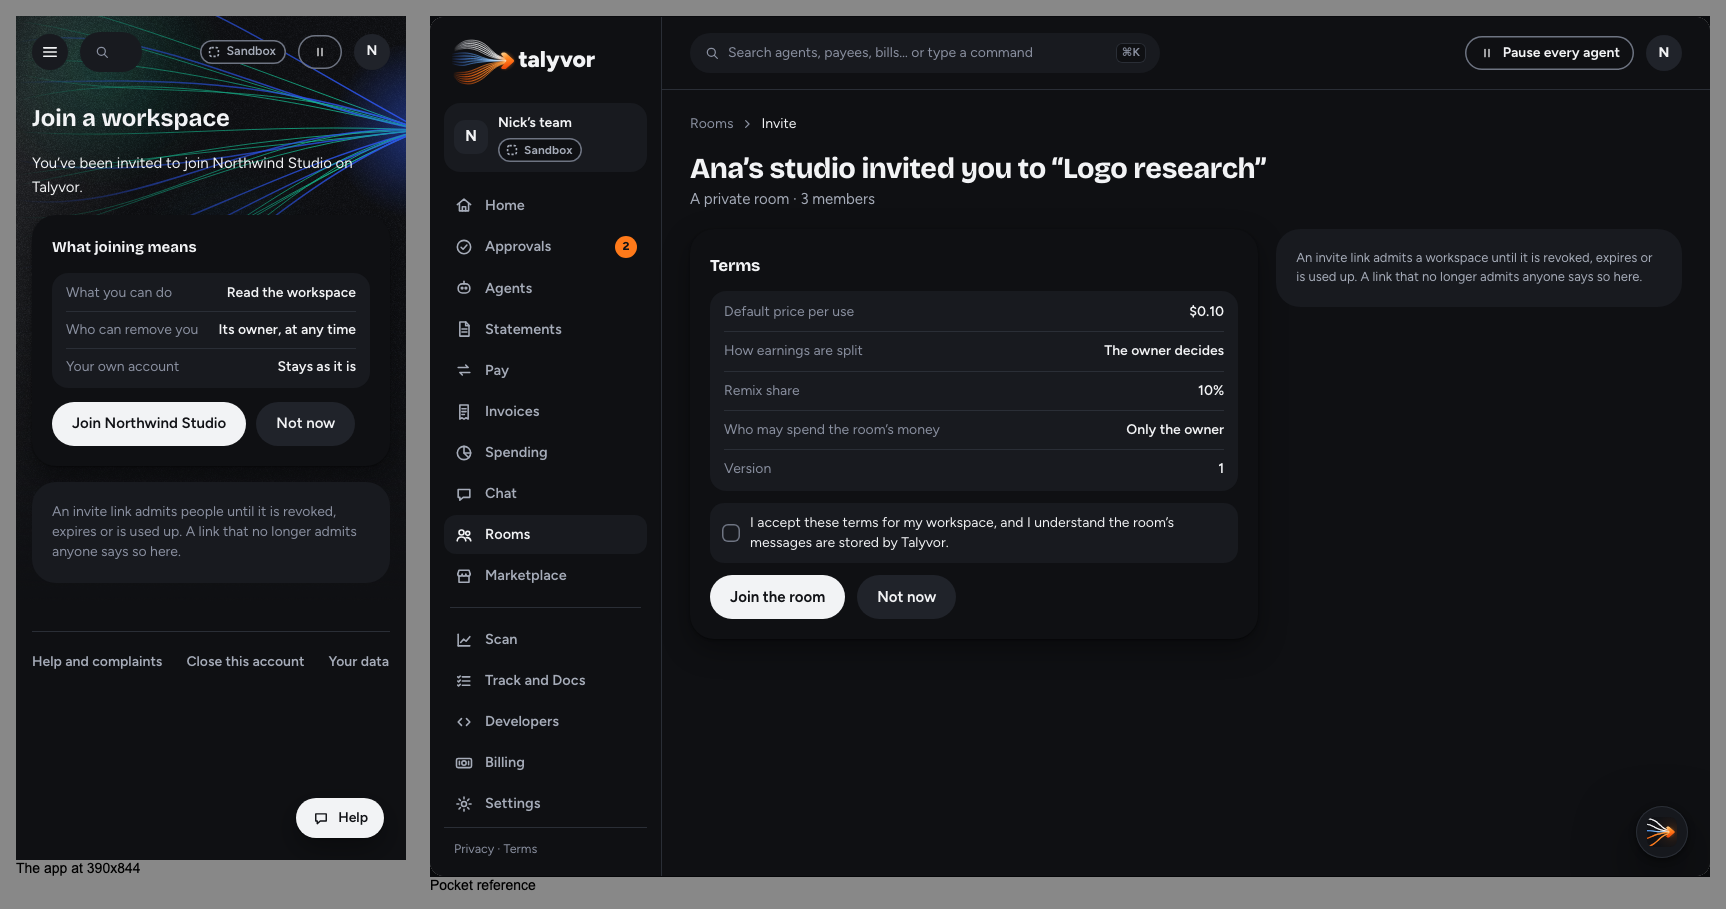 Sandbox
N
Join a workspace
You’ve been invited to join Northwind Studio on
Talyvor.
What joining means
What you can do Read the workspace
Who can remove you Its owner, at any time
Your own account Stays as it is
Join Northwind Studio Not now
An invite link admits people until it is revoked,
expires or is used up. A link that no longer admits
anyone says so here.
Help and complaints Close this account Your data
Help
The app at 390x844
talyvor
N
Nick’s team
Sandbox
Home
Approvals 2
Agents
Statements
Pay
Invoices
Spending
Chat
Rooms
Marketplace
Scan
Track and Docs
Developers
Billing
Settings
Privacy · Terms
Search agents, payees, bills... or type a command ⌘K
Pause every agent N
Rooms > Invite
Ana’s studio invited you to “Logo research”
A private room · 3 members
Terms
Default price per use $0.10
How earnings are split The owner decides
Remix share 10%
Who may spend the room’s money Only the owner
Version 1
I accept these terms for my workspace, and I understand the room’s
messages are stored by Talyvor.
Join the room Not now
An invite link admits a workspace until it is revoked, expires or
is used up. A link that no longer admits anyone says so here.
Pocket reference